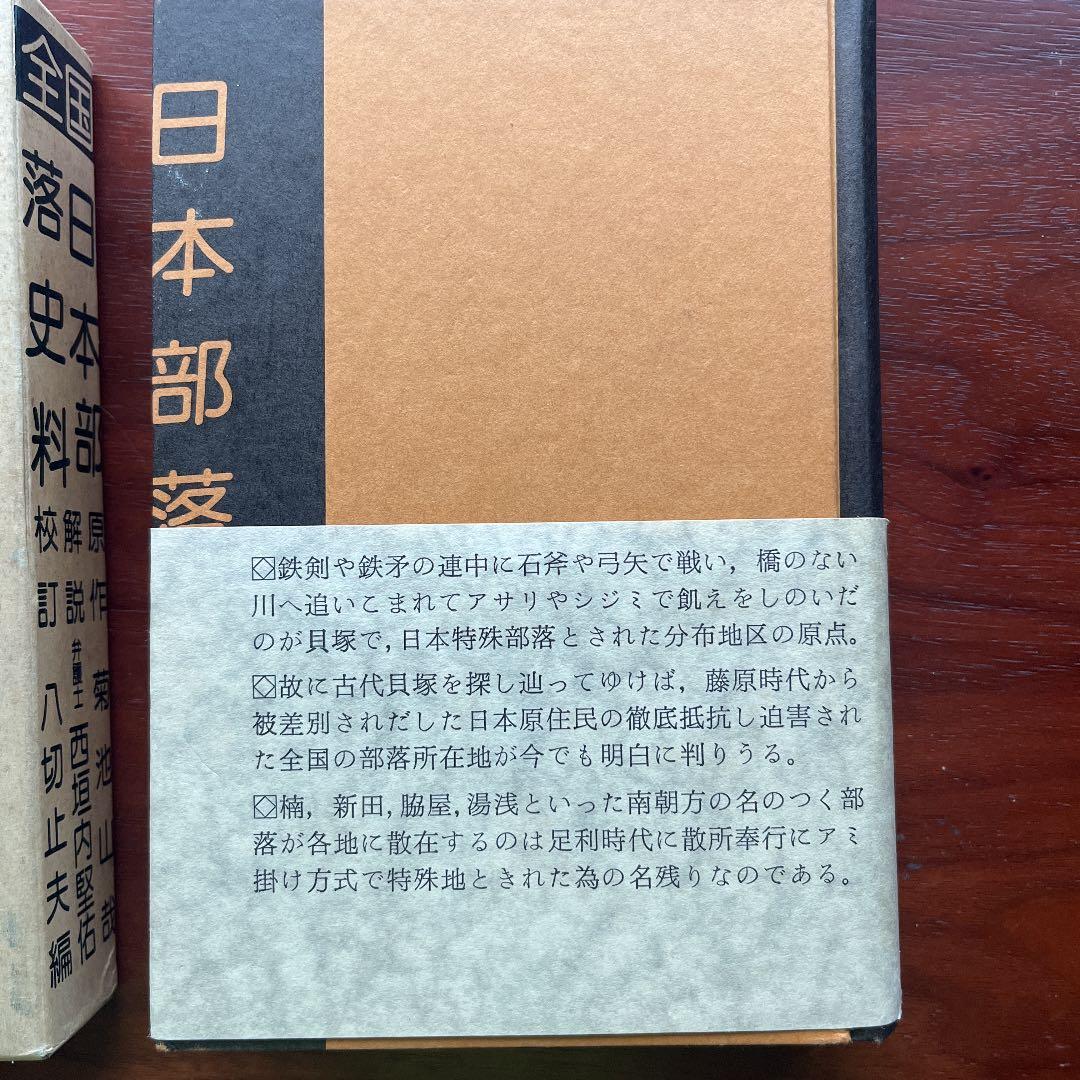 全国
日本部
落史料
原作 菊池山哉
解説 弁護士 西垣内堅佑
校訂 八切止夫編
日本部落
◇鉄剣や鉄矛の連中に石斧や弓矢で戦い，橋のない
川へ追いこまれてアサリやシジミで飢えをしのいだ
のが貝塚で，日本特殊部落とされた分布地区の原点。
◇故に古代貝塚を探し辿ってゆけば，藤原時代から
被差別されだした日本原住民の徹底抵抗し迫害され
た全国の部落所在地が今でも明白に判りうる。
◇楠，新田，脇屋，湯浅といった南朝方の名のつく部
落が各地に散在するのは足利時代に散所奉行にアミ
掛け方式で特殊地とされた為の名残りなのである。